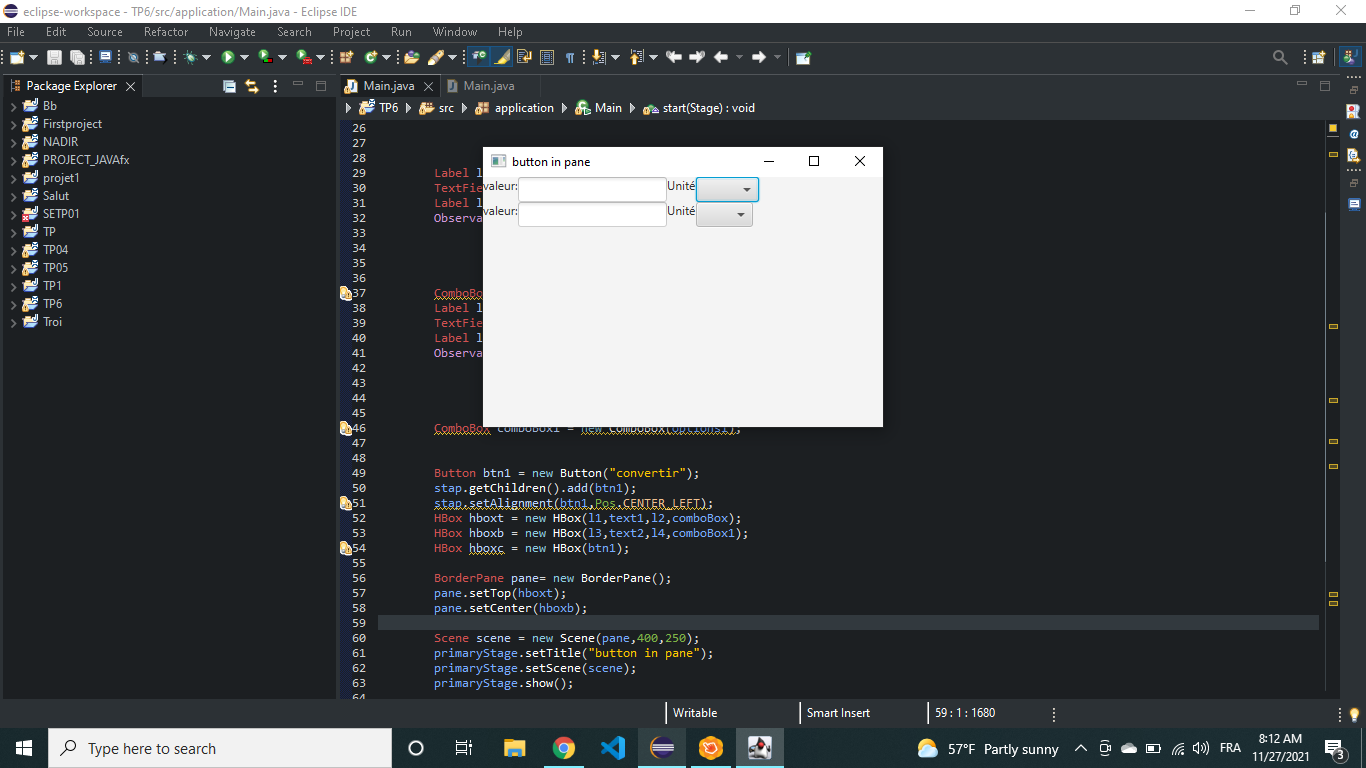 eclipse-workspace - TP6/src/application/Main.java - Eclipse IDE
File Edit Source Refactor Navigate Search Project Run Window Help
Package Explorer
Main.java Main.java
TP6 src application Main start(Stage) : void
Bb
Firstproject
NADIR
PROJECT_JAVAfx
projet1
Salut
SETP01
TP
TP04
TP05
TP1
TP6
Troi
26
27
28
29 Label l
30 TextFie
31 Label l
32 Observa
33
34
35
36
37 ComboBo
38 Label l
39 TextFie
40 Label l
41 Observa
42
43
44
45
46 ComboBox comboBox1 = new ComboBox(options1);
47
48
49 Button btn1 = new Button("convertir");
50 stap.getChildren().add(btn1);
51 stap.setAlignment(btn1,Pos.CENTER_LEFT);
52 HBox hboxt = new HBox(l1,text1,l2,comboBox);
53 HBox hboxb = new HBox(l3,text2,l4,comboBox1);
54 HBox hboxc = new HBox(btn1);
55
56 BorderPane pane= new BorderPane();
57 pane.setTop(hboxt);
58 pane.setCenter(hboxb);
59
60 Scene scene = new Scene(pane,400,250);
61 primaryStage.setTitle("button in pane");
62 primaryStage.setScene(scene);
63 primaryStage.show();
64
button in pane
valeur: Unité
valeur: Unité
Writable Smart Insert 59 : 1 : 1680
Type here to search
57°F Partly sunny FRA
8:12 AM
11/27/2021
3